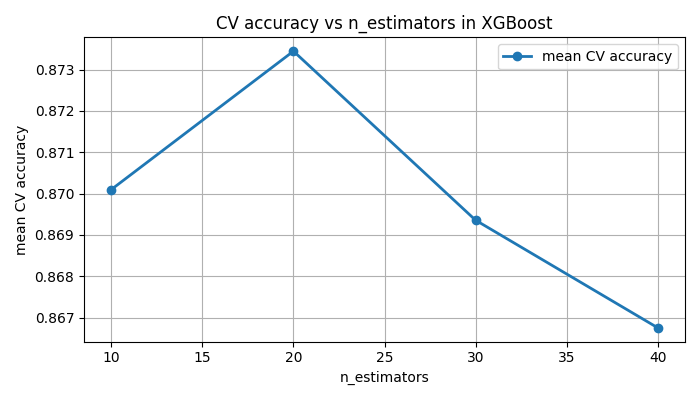 CV accuracy vs n_estimators in XGBoost
mean CV accuracy
0.873
0.872
0.871
0.870
0.869
0.868
0.867
mean CV accuracy
10 15 20 25 30 35 40
n_estimators